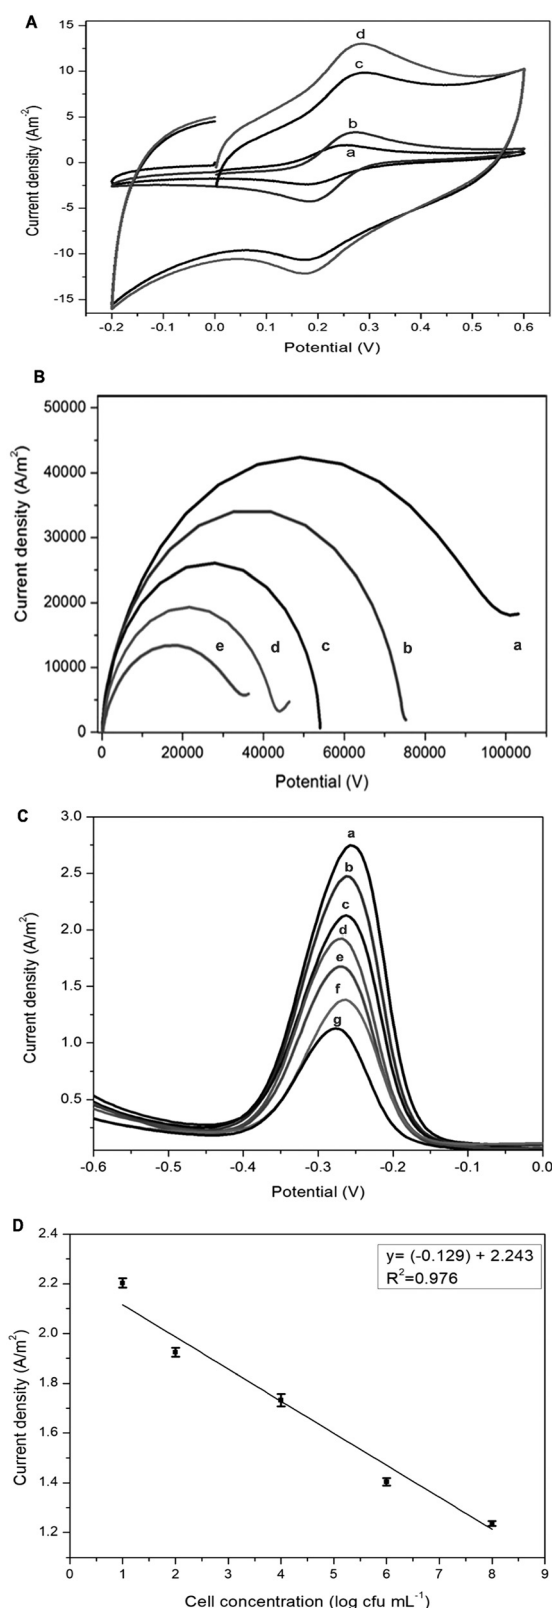 A
15
10
5
0
-5
-10
-15
Current density (Am⁻²)
d
c
b
a
-0.2 -0.1 0.0 0.1 0.2 0.3 0.4 0.5 0.6
Potential (V)
B
50000
40000
30000
20000
10000
0
Current density (A/m²)
e d c b a
0 20000 40000 60000 80000 100000
Potential (V)
C
3.0
2.5
2.0
1.5
1.0
0.5
Current density (A/m²)
a
b
c
d
e
f
g
-0.6 -0.5 -0.4 -0.3 -0.2 -0.1 0.0
Potential (V)
D
2.4
2.2
2.0
1.8
1.6
1.4
1.2
Current density (A/m²)
y= (-0.129) + 2.243
R²=0.976
0 1 2 3 4 5 6 7 8 9
Cell concentration (log cfu mL⁻¹)